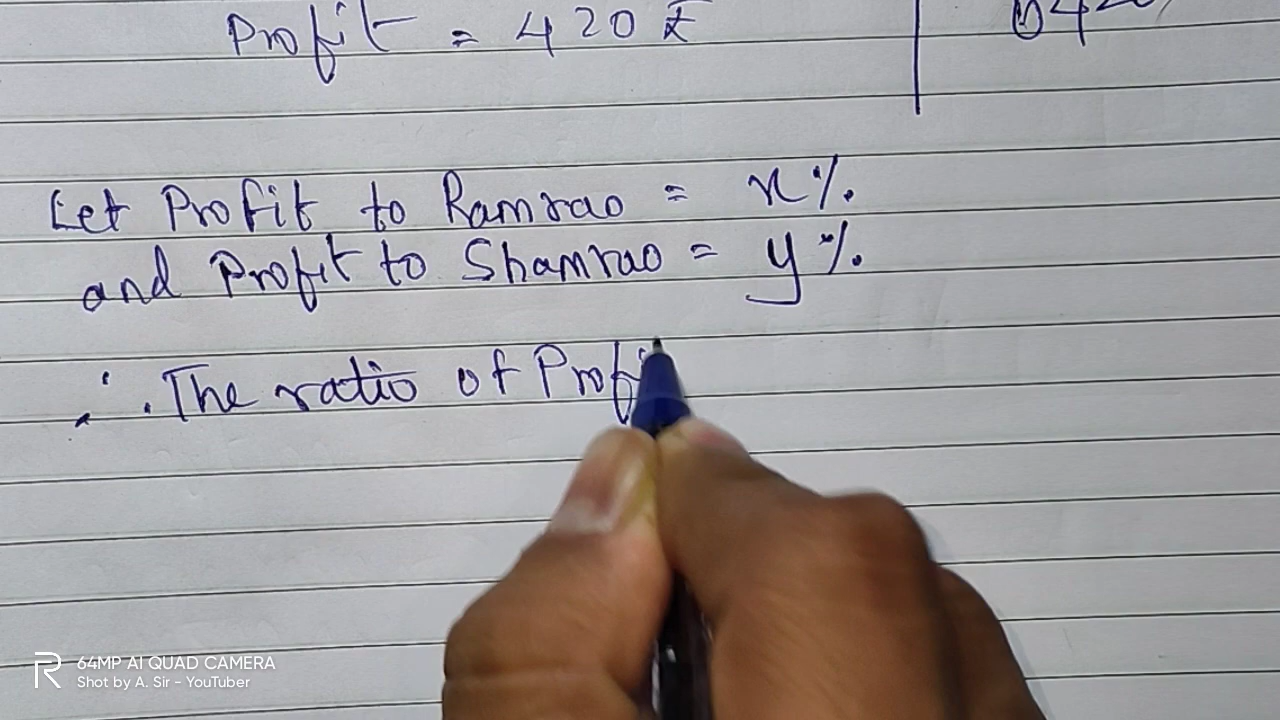 Profit = 420 ₹
Let Profit to Ramrao = x%.
and Profit to Shamrao = y%.
∴ The ratio of Profi
64MP AI QUAD CAMERA
Shot by A. Sir - YouTuber